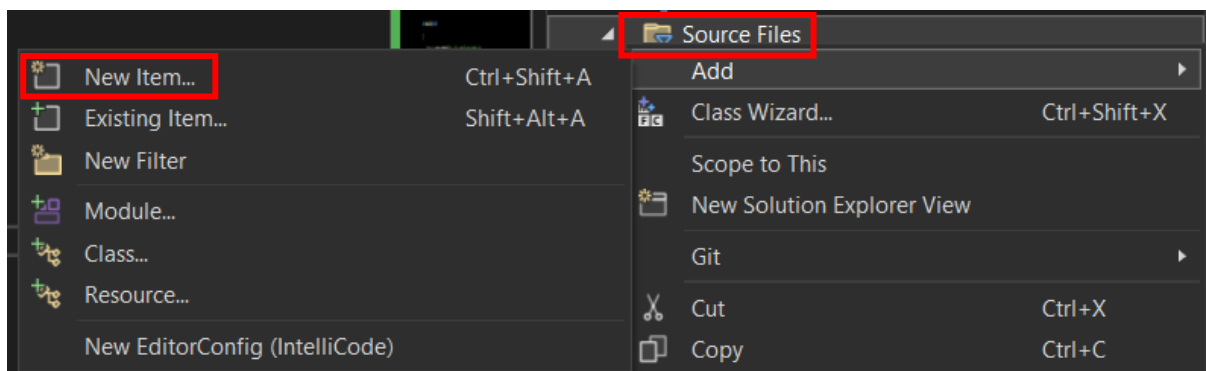 Source Files
New Item... Ctrl+Shift+A
Existing Item... Shift+Alt+A
New Filter
Module...
Class...
Resource...
New EditorConfig (IntelliCode)
Add
Class Wizard... Ctrl+Shift+X
Scope to This
New Solution Explorer View
Git
Cut Ctrl+X
Copy Ctrl+C